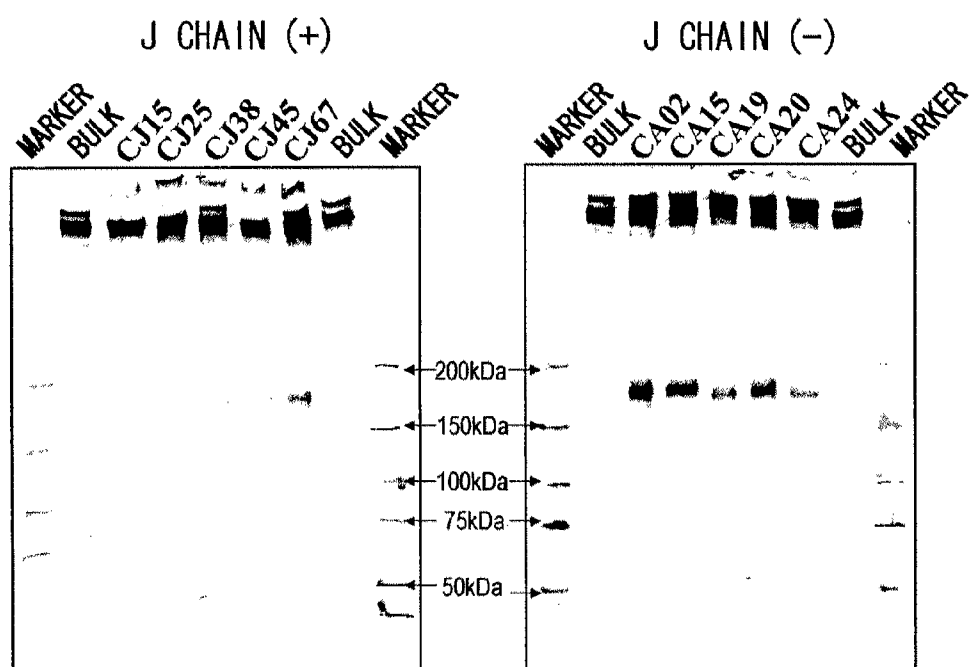 J CHAIN (+)
J CHAIN (-)
MARKER
BULK
CJ15
CJ25
CJ38
CJ45
CJ67
BULK
MARKER
MARKER
BULK
CA02
CA15
CA19
CA20
CA24
BULK
MARKER
200kDa
150kDa
100kDa
75kDa
50kDa